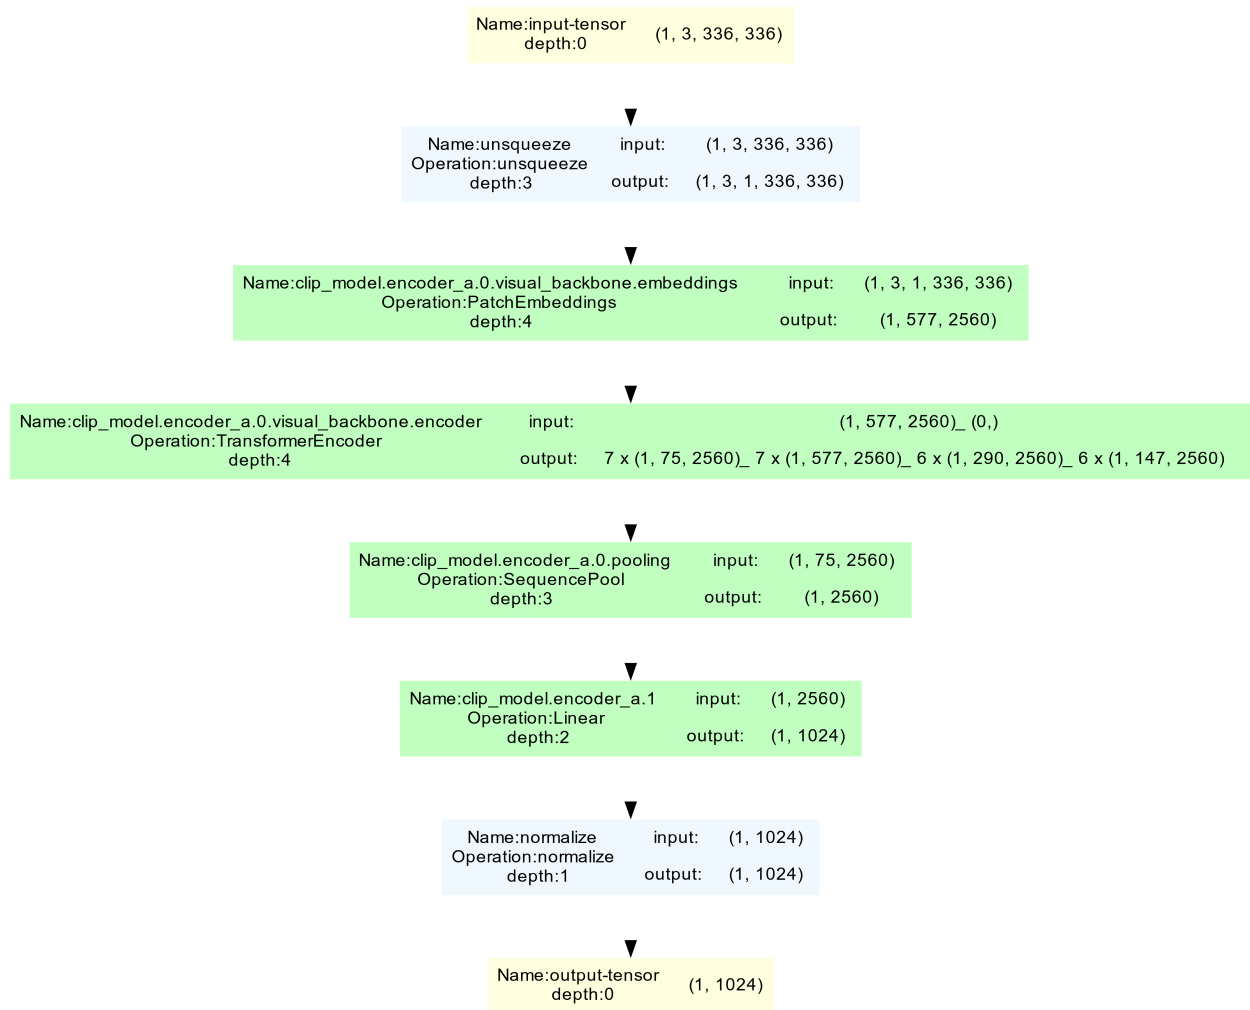 Name:input-tensor
depth:0
(1, 3, 336, 336)
Name:unsqueeze
Operation:unsqueeze
depth:3
input:
(1, 3, 336, 336)
output:
(1, 3, 1, 336, 336)
Name:clip_model.encoder_a.0.visual_backbone.embeddings
Operation:PatchEmbeddings
depth:4
input:
(1, 3, 1, 336, 336)
output:
(1, 577, 2560)
Name:clip_model.encoder_a.0.visual_backbone.encoder
Operation:TransformerEncoder
depth:4
input:
(1, 577, 2560)_ (0,)
output:
7 x (1, 75, 2560)_ 7 x (1, 577, 2560)_ 6 x (1, 290, 2560)_ 6 x (1, 147, 2560)
Name:clip_model.encoder_a.0.pooling
Operation:SequencePool
depth:3
input:
(1, 75, 2560)
output:
(1, 2560)
Name:clip_model.encoder_a.1
Operation:Linear
depth:2
input:
(1, 2560)
output:
(1, 1024)
Name:normalize
Operation:normalize
depth:1
input:
(1, 1024)
output:
(1, 1024)
Name:output-tensor
depth:0
(1, 1024)